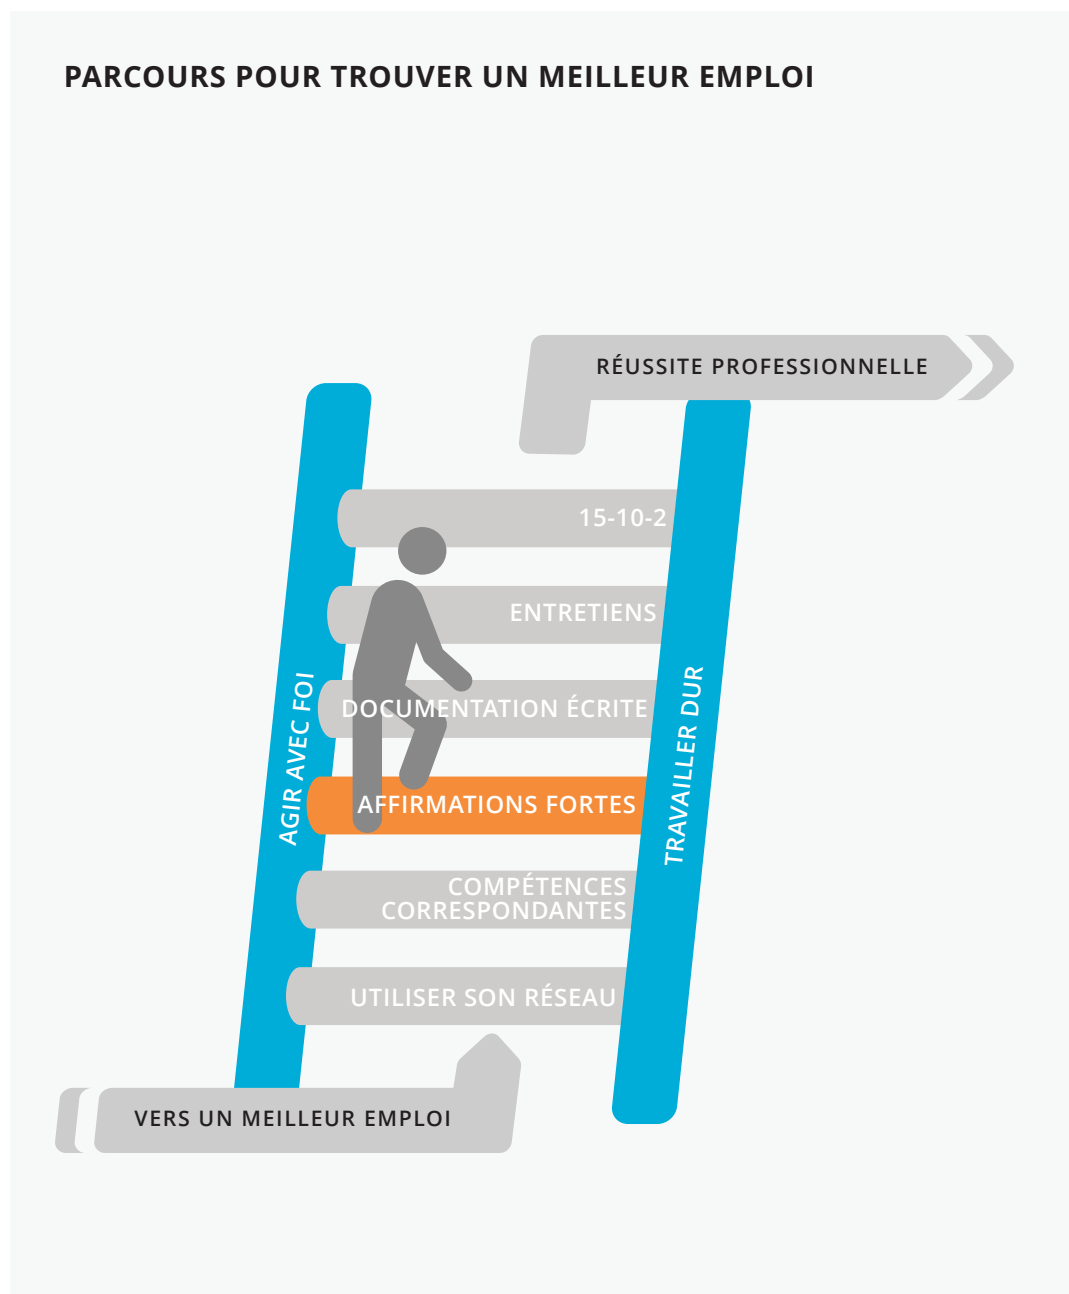 PARCOURS POUR TROUVER UN MEILLEUR EMPLOI
RÉUSSITE PROFESSIONNELLE
15-10-2
ENTRETIENS
DOCUMENTATION ÉCRITE
AFFIRMATIONS FORTES
COMPÉTENCES
CORRESPONDANTES
UTILISER SON RÉSEAU
AGIR AVEC FOI
TRAVAILLER DUR
VERS UN MEILLEUR EMPLOI